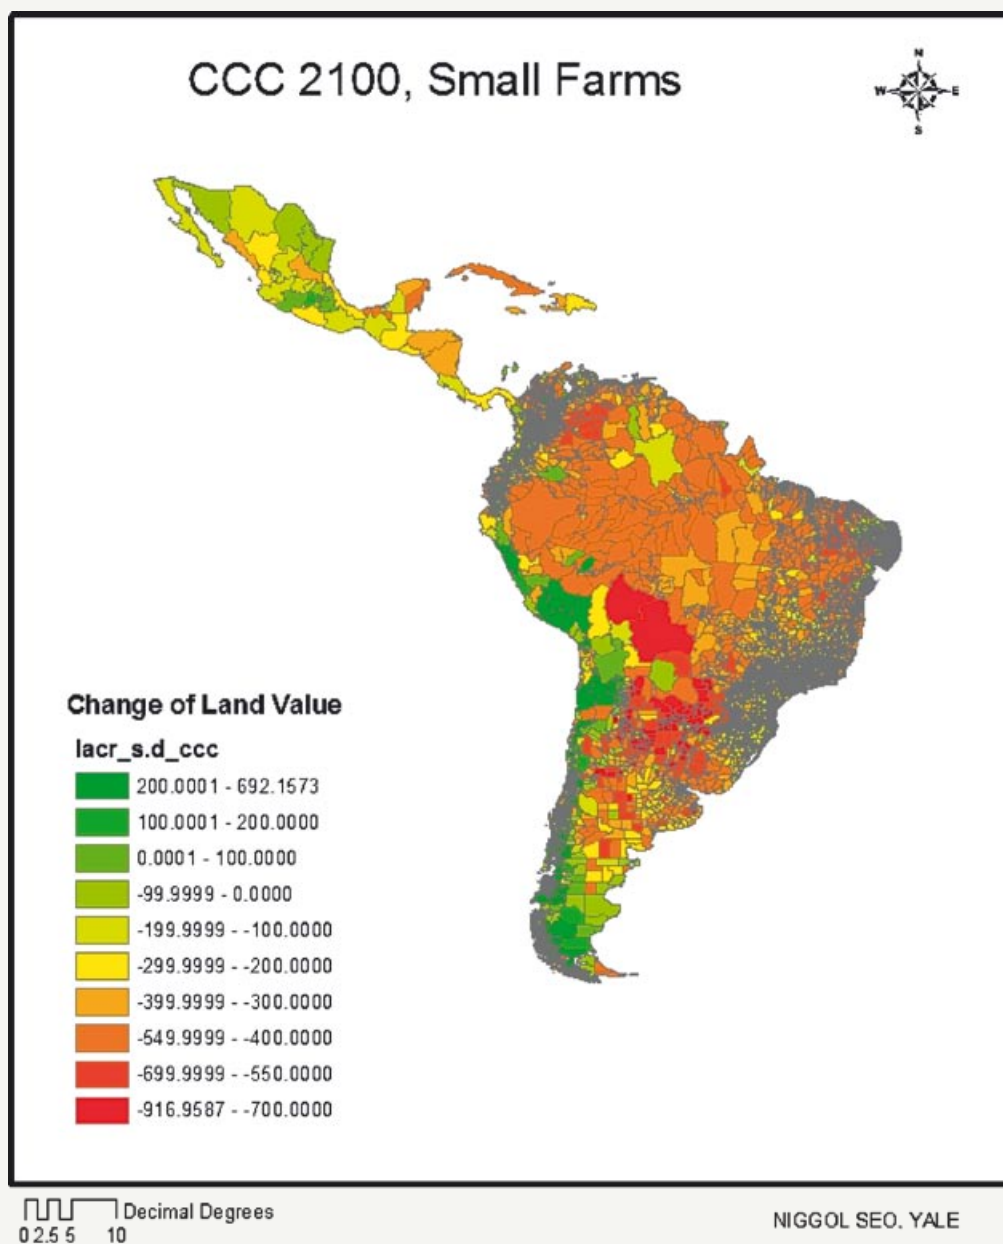 CCC 2100, Small Farms
N
W E
S
Change of Land Value
lacr_s.d_ccc
200.0001 - 692.1573
100.0001 - 200.0000
0.0001 - 100.0000
-99.9999 - 0.0000
-199.9999 - -100.0000
-299.9999 - -200.0000
-399.9999 - -300.0000
-549.9999 - -400.0000
-699.9999 - -550.0000
-916.9587 - -700.0000
Decimal Degrees
0 2.5 5 10
NIGGOL SEO, YALE